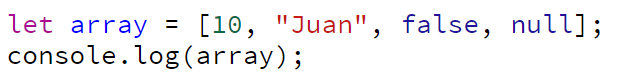 let array = [10, "Juan", false, null];
console.log(array);